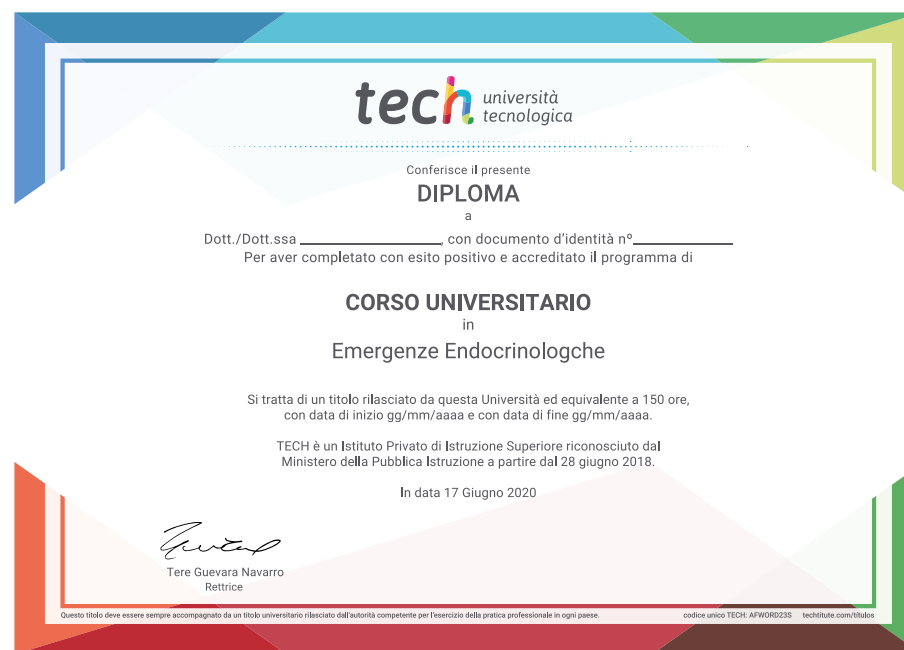 tech università
tecnologica
Conferisce il presente
DIPLOMA
a
Dott./Dott.ssa ____________________, con documento d'identità nº______________
Per aver completato con esito positivo e accreditato il programma di
CORSO UNIVERSITARIO
in
Emergenze Endocrinologche
Si tratta di un titolo rilasciato da questa Università ed equivalente a 150 ore,
con data di inizio gg/mm/aaaa e con data di fine gg/mm/aaaa.
TECH è un Istituto Privato di Istruzione Superiore riconosciuto dal
Ministero della Pubblica Istruzione a partire dal 28 giugno 2018.
In data 17 Giugno 2020
Tere Guevara Navarro
Rettrice
Questo titolo deve essere sempre accompagnato da un titolo universitario rilasciato dall'autorità competente per l'esercizio della pratica professionale in ogni paese. codice unico TECH: AFWORD23S techtitute.com/titulos